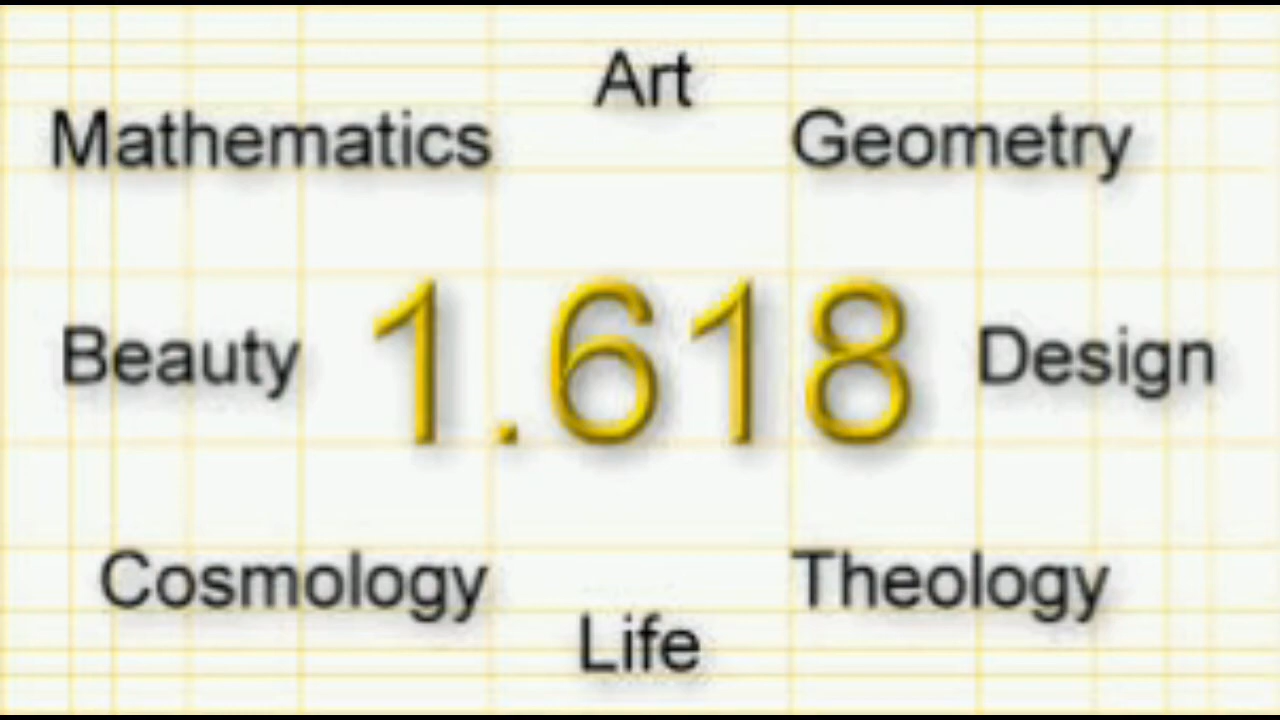 Art
Mathematics
Geometry
Beauty
1.618
Design
Cosmology
Theology
Life